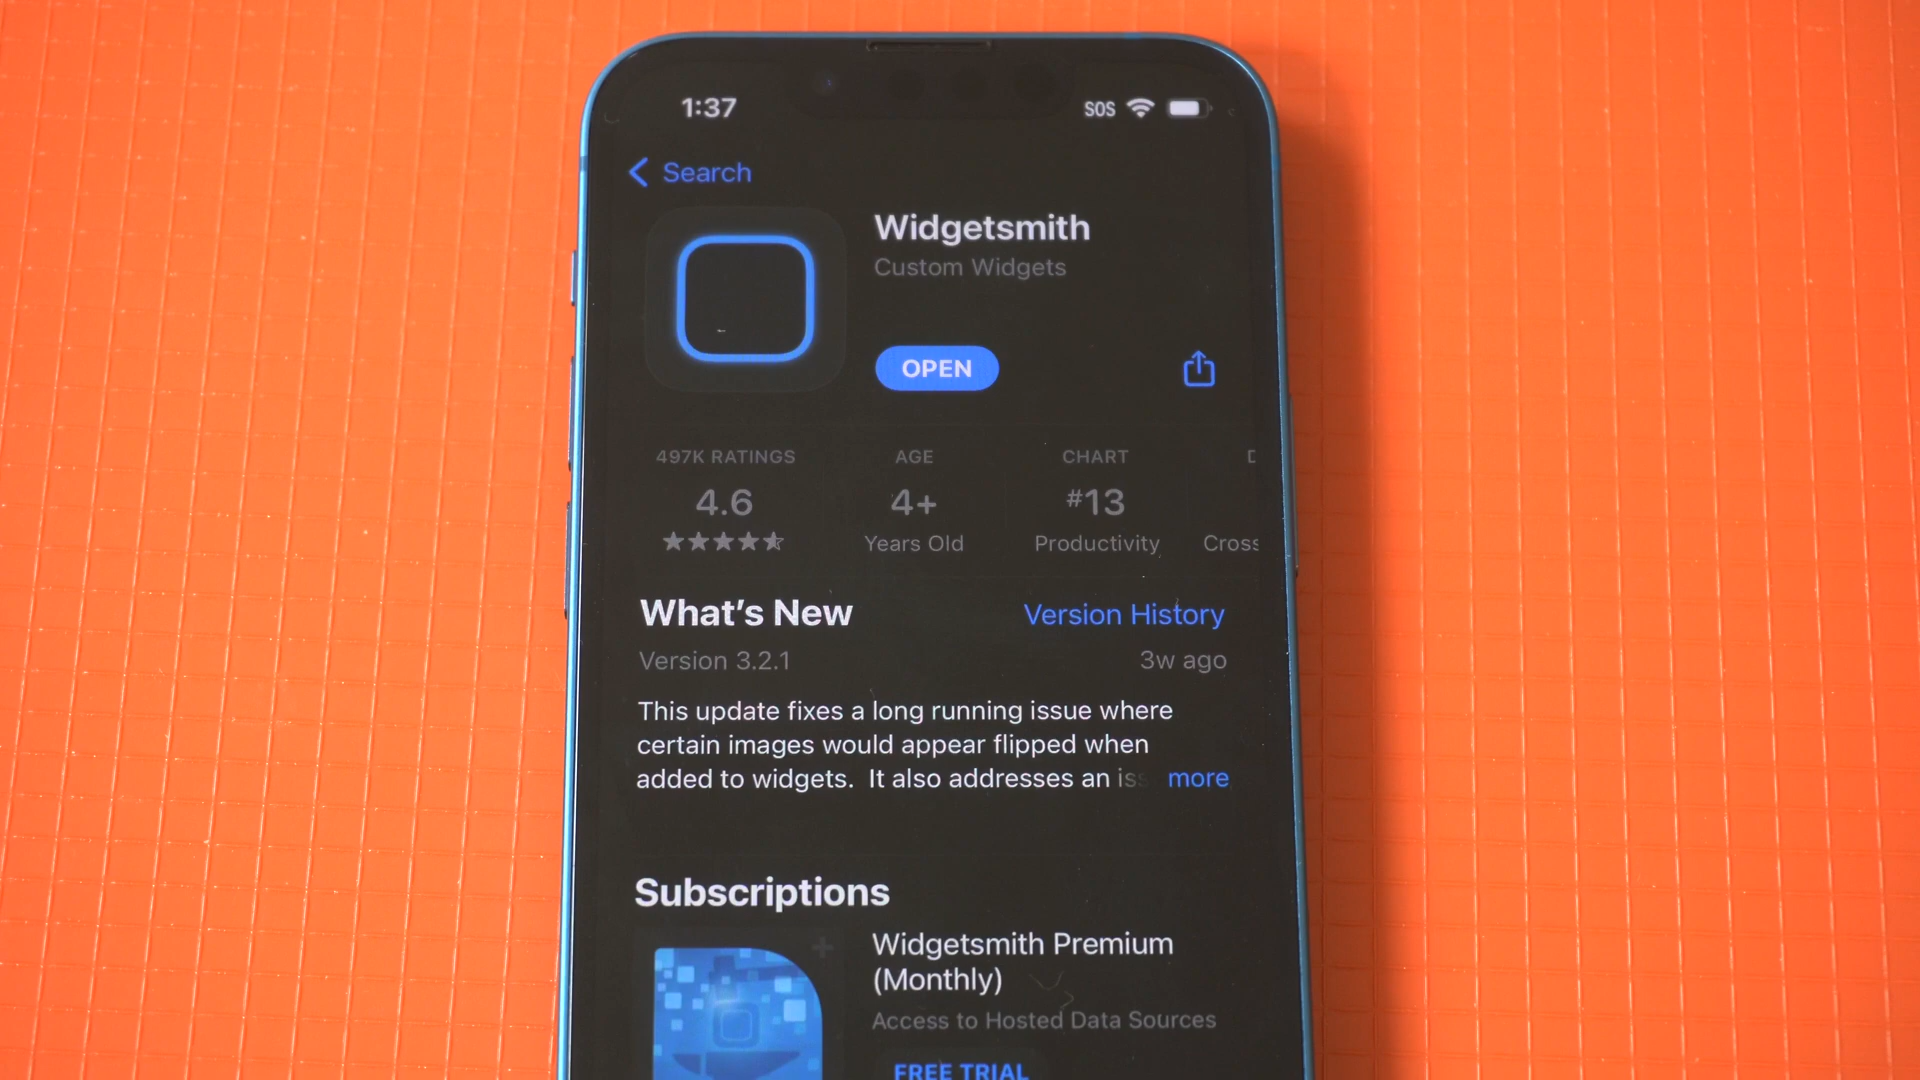 1:37
SOS
Search
Widgetsmith
Custom Widgets
OPEN
497K RATINGS
AGE
CHART
4.6
4+
#13
Years Old
Productivity
What's New
Version History
Version 3.2.1
3w ago
This update fixes a long running issue where
certain images would appear flipped when
added to widgets. It also addresses an
more
Subscriptions
Widgetsmith Premium
(Monthly)
Access to Hosted Data Sources
FREE TRIAL